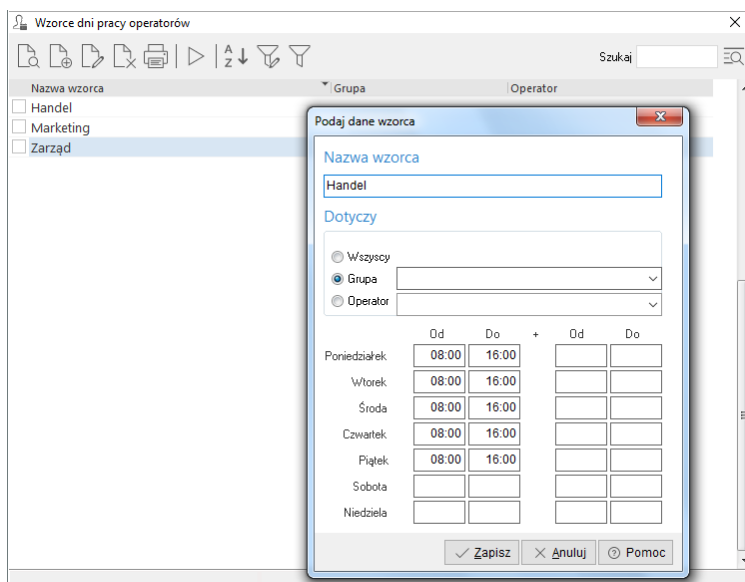 Wzorce dni pracy operatorów
Szukaj
Nazwa wzorca Grupa Operator
Handel
Marketing
Zarząd
Podaj dane wzorca
Nazwa wzorca
Handel
Dotyczy
Wszyscy
Grupa
Operator
Od Do + Od Do
Poniedziałek 08:00 16:00
Wtorek 08:00 16:00
Środa 08:00 16:00
Czwartek 08:00 16:00
Piątek 08:00 16:00
Sobota
Niedziela
Zapisz Anuluj Pomoc